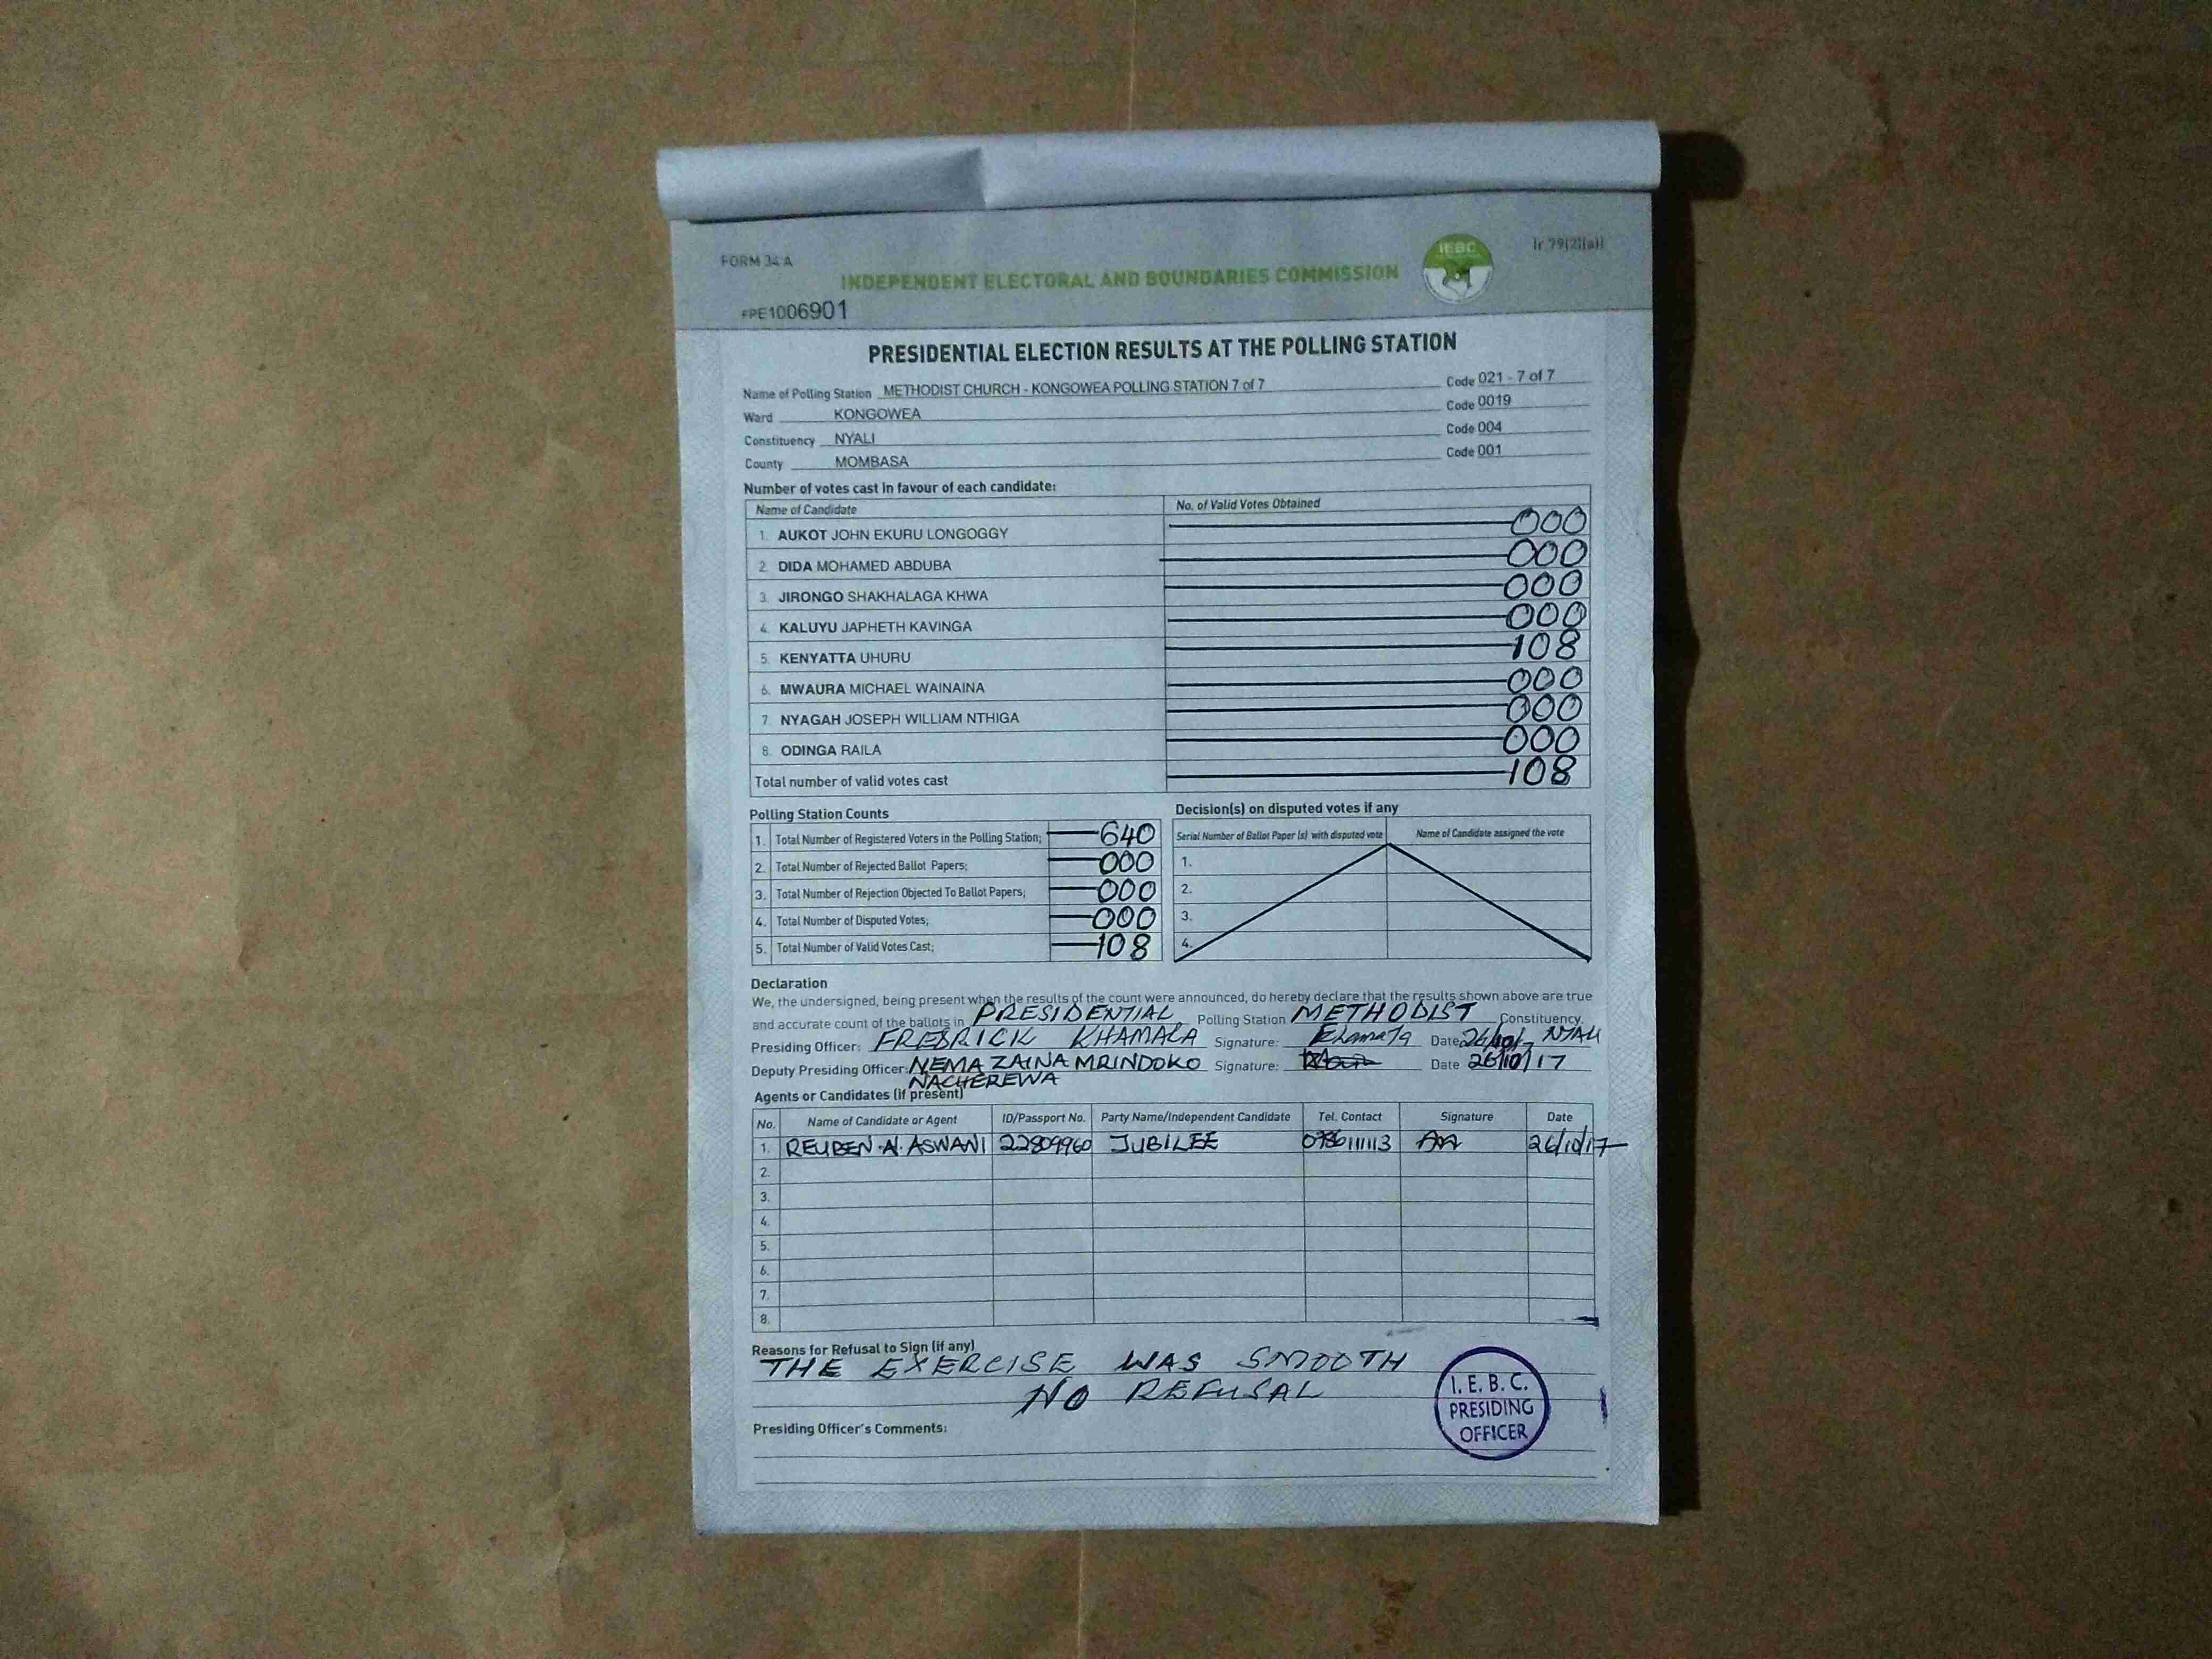 FORM 34 A
IEBC
[r 79(2)(a)]
INDEPENDENT ELECTORAL AND BOUNDARIES COMMISSION
FPE1006901
PRESIDENTIAL ELECTION RESULTS AT THE POLLING STATION
Name of Polling Station METHODIST CHURCH - KONGOWEA POLLING STATION 7 of 7 Code 021 - 7 of 7
Ward KONGOWEA Code 0019
Constituency NYALI Code 004
County MOMBASA Code 001
Number of votes cast in favour of each candidate:
Name of Candidate No. of Valid Votes Obtained
1. AUKOT JOHN EKURU LONGOGGY 000
2. DIDA MOHAMED ABDUBA 000
3. JIRONGO SHAKHALAGA KHWA 000
4. KALUYU JAPHETH KAVINGA 000
5. KENYATTA UHURU 108
6. MWAURA MICHAEL WAINAINA 000
7. NYAGAH JOSEPH WILLIAM NTHIGA 000
8. ODINGA RAILA 000
Total number of valid votes cast 108
Polling Station Counts
1. Total Number of Registered Voters in the Polling Station; 640
2. Total Number of Rejected Ballot Papers; 000
3. Total Number of Rejection Objected To Ballot Papers; 000
4. Total Number of Disputed Votes; 000
5. Total Number of Valid Votes Cast; 108
Decision(s) on disputed votes if any
Serial Number of Ballot Paper (s) with disputed vote Name of Candidate assigned the vote
1.
2.
3.
4.
Declaration
We, the undersigned, being present when the results of the count were announced, do hereby declare that the results shown above are true
and accurate count of the ballots in PRESIDENTIAL Polling Station METHODIST Constituency.
Presiding Officer: FREDRICK KHAMALA Signature: Khamala Date 26/10/17 NYALI
Deputy Presiding Officer: NEMA ZAINA MRINDOKO Signature: Date 26/10/17
NACHEREWA
Agents or Candidates (if present)
No. Name of Candidate or Agent ID/Passport No. Party Name/Independent Candidate Tel. Contact Signature Date
1. REUBEN A. ASWANI 22809960 JUBILEE 26/10/17
2.
3.
4.
5.
6.
7.
8.
Reasons for Refusal to Sign (if any)
THE EXERCISE WAS SMOOTH
NO REFUSAL
Presiding Officer's Comments:
I. E. B. C.
PRESIDING
OFFICER